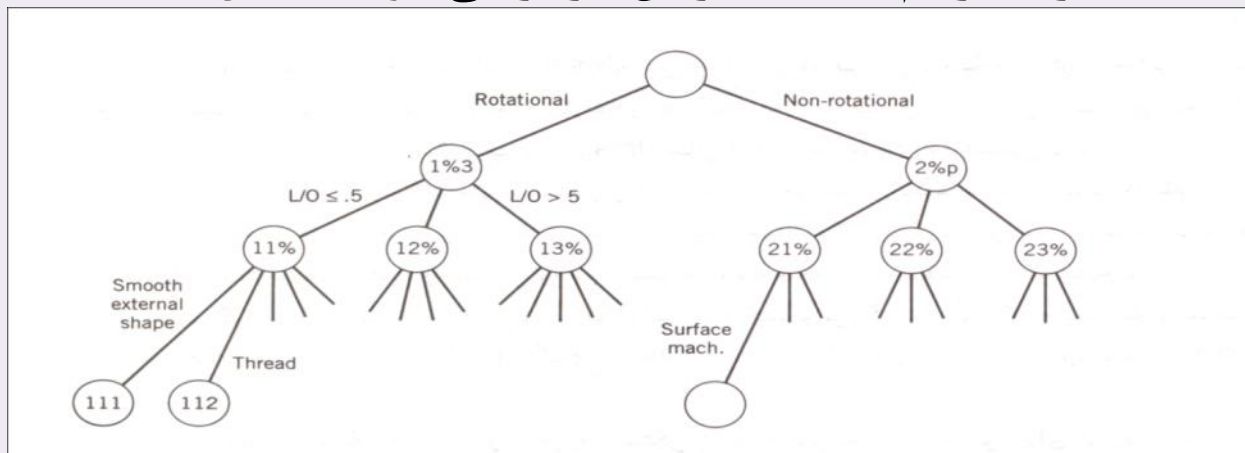 Rotational
Non-rotational
1%3
2%p
L/O ≤ .5
L/O > 5
11%
12%
13%
21%
22%
23%
Smooth
external
shape
Surface
mach.
Thread
111
112